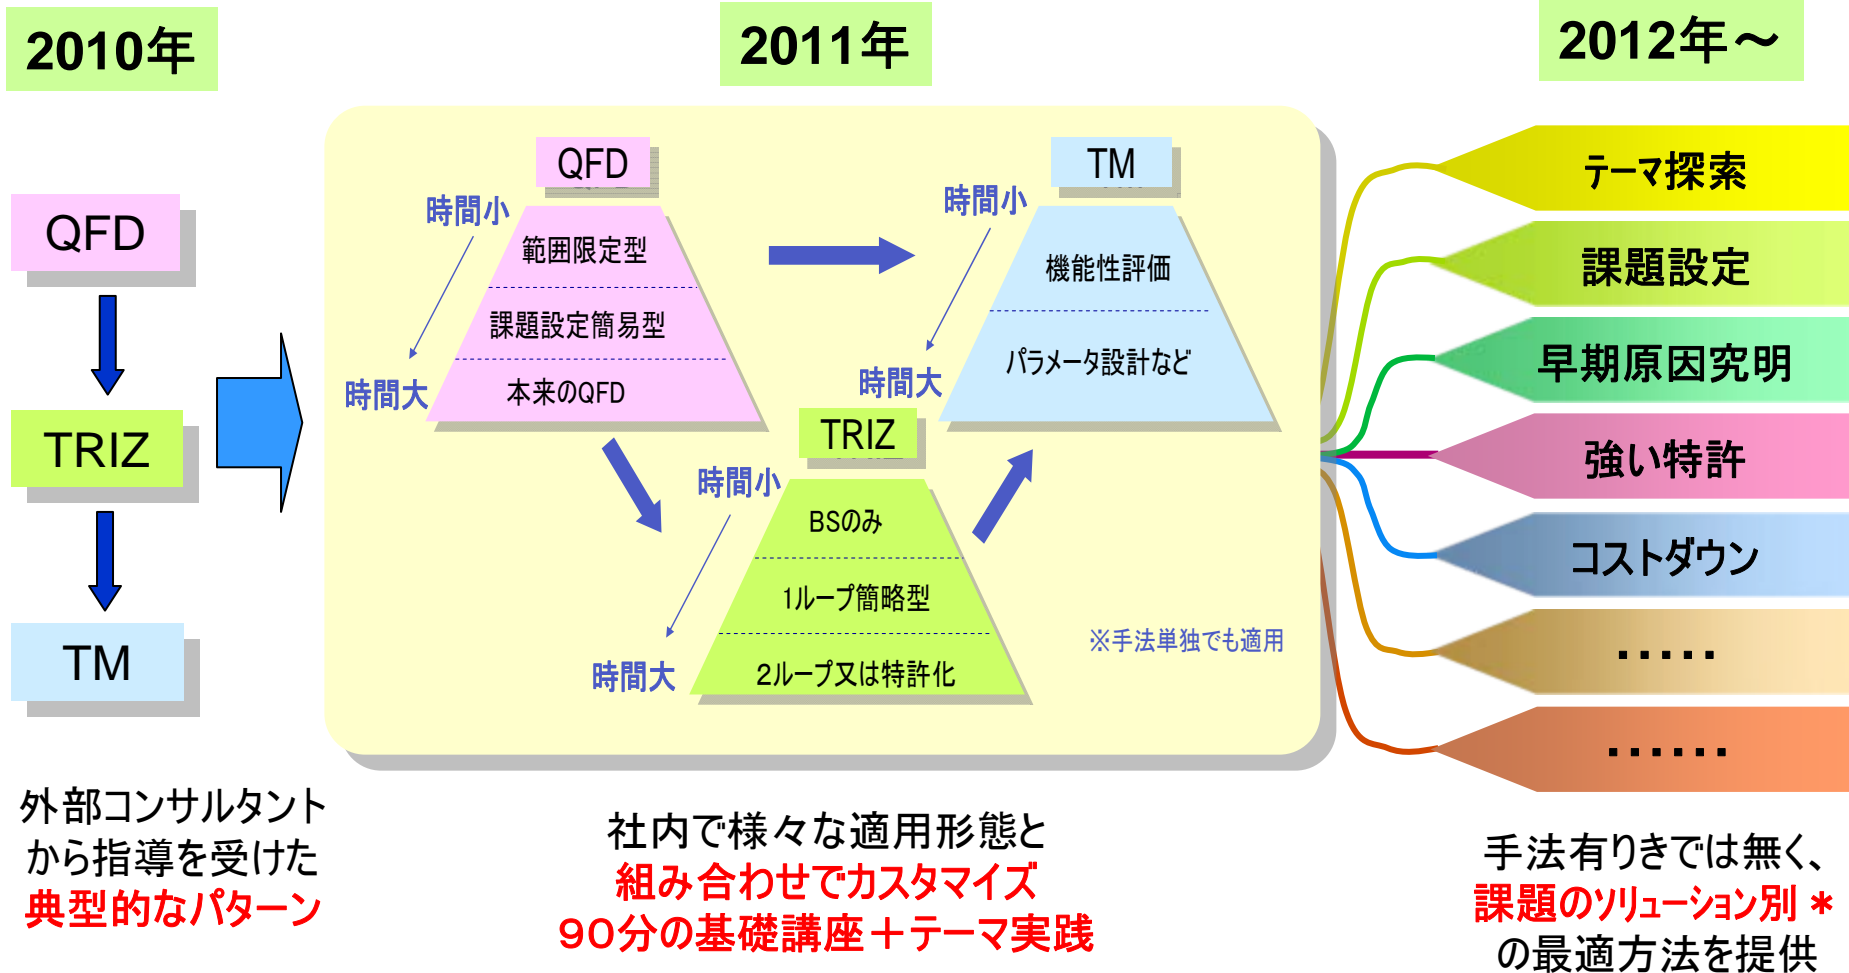 2010年
2011年
2012年～
QFD
TRIZ
TM
外部コンサルタント
から指導を受けた
典型的なパターン
QFD
時間小
範囲限定型
課題設定簡易型
時間大
本来のQFD
TM
時間小
機能性評価
パラメータ設計など
時間大
TRIZ
時間小
BSのみ
1ループ簡略型
時間大
2ループ又は特許化
※手法単独でも適用
社内で様々な適用形態と
組み合わせでカスタマイズ
90分の基礎講座＋テーマ実践
テーマ探索
課題設定
早期原因究明
強い特許
コストダウン
・・・・・
・・・・・・
手法有りきでは無く、
課題のソリューション別＊
の最適方法を提供